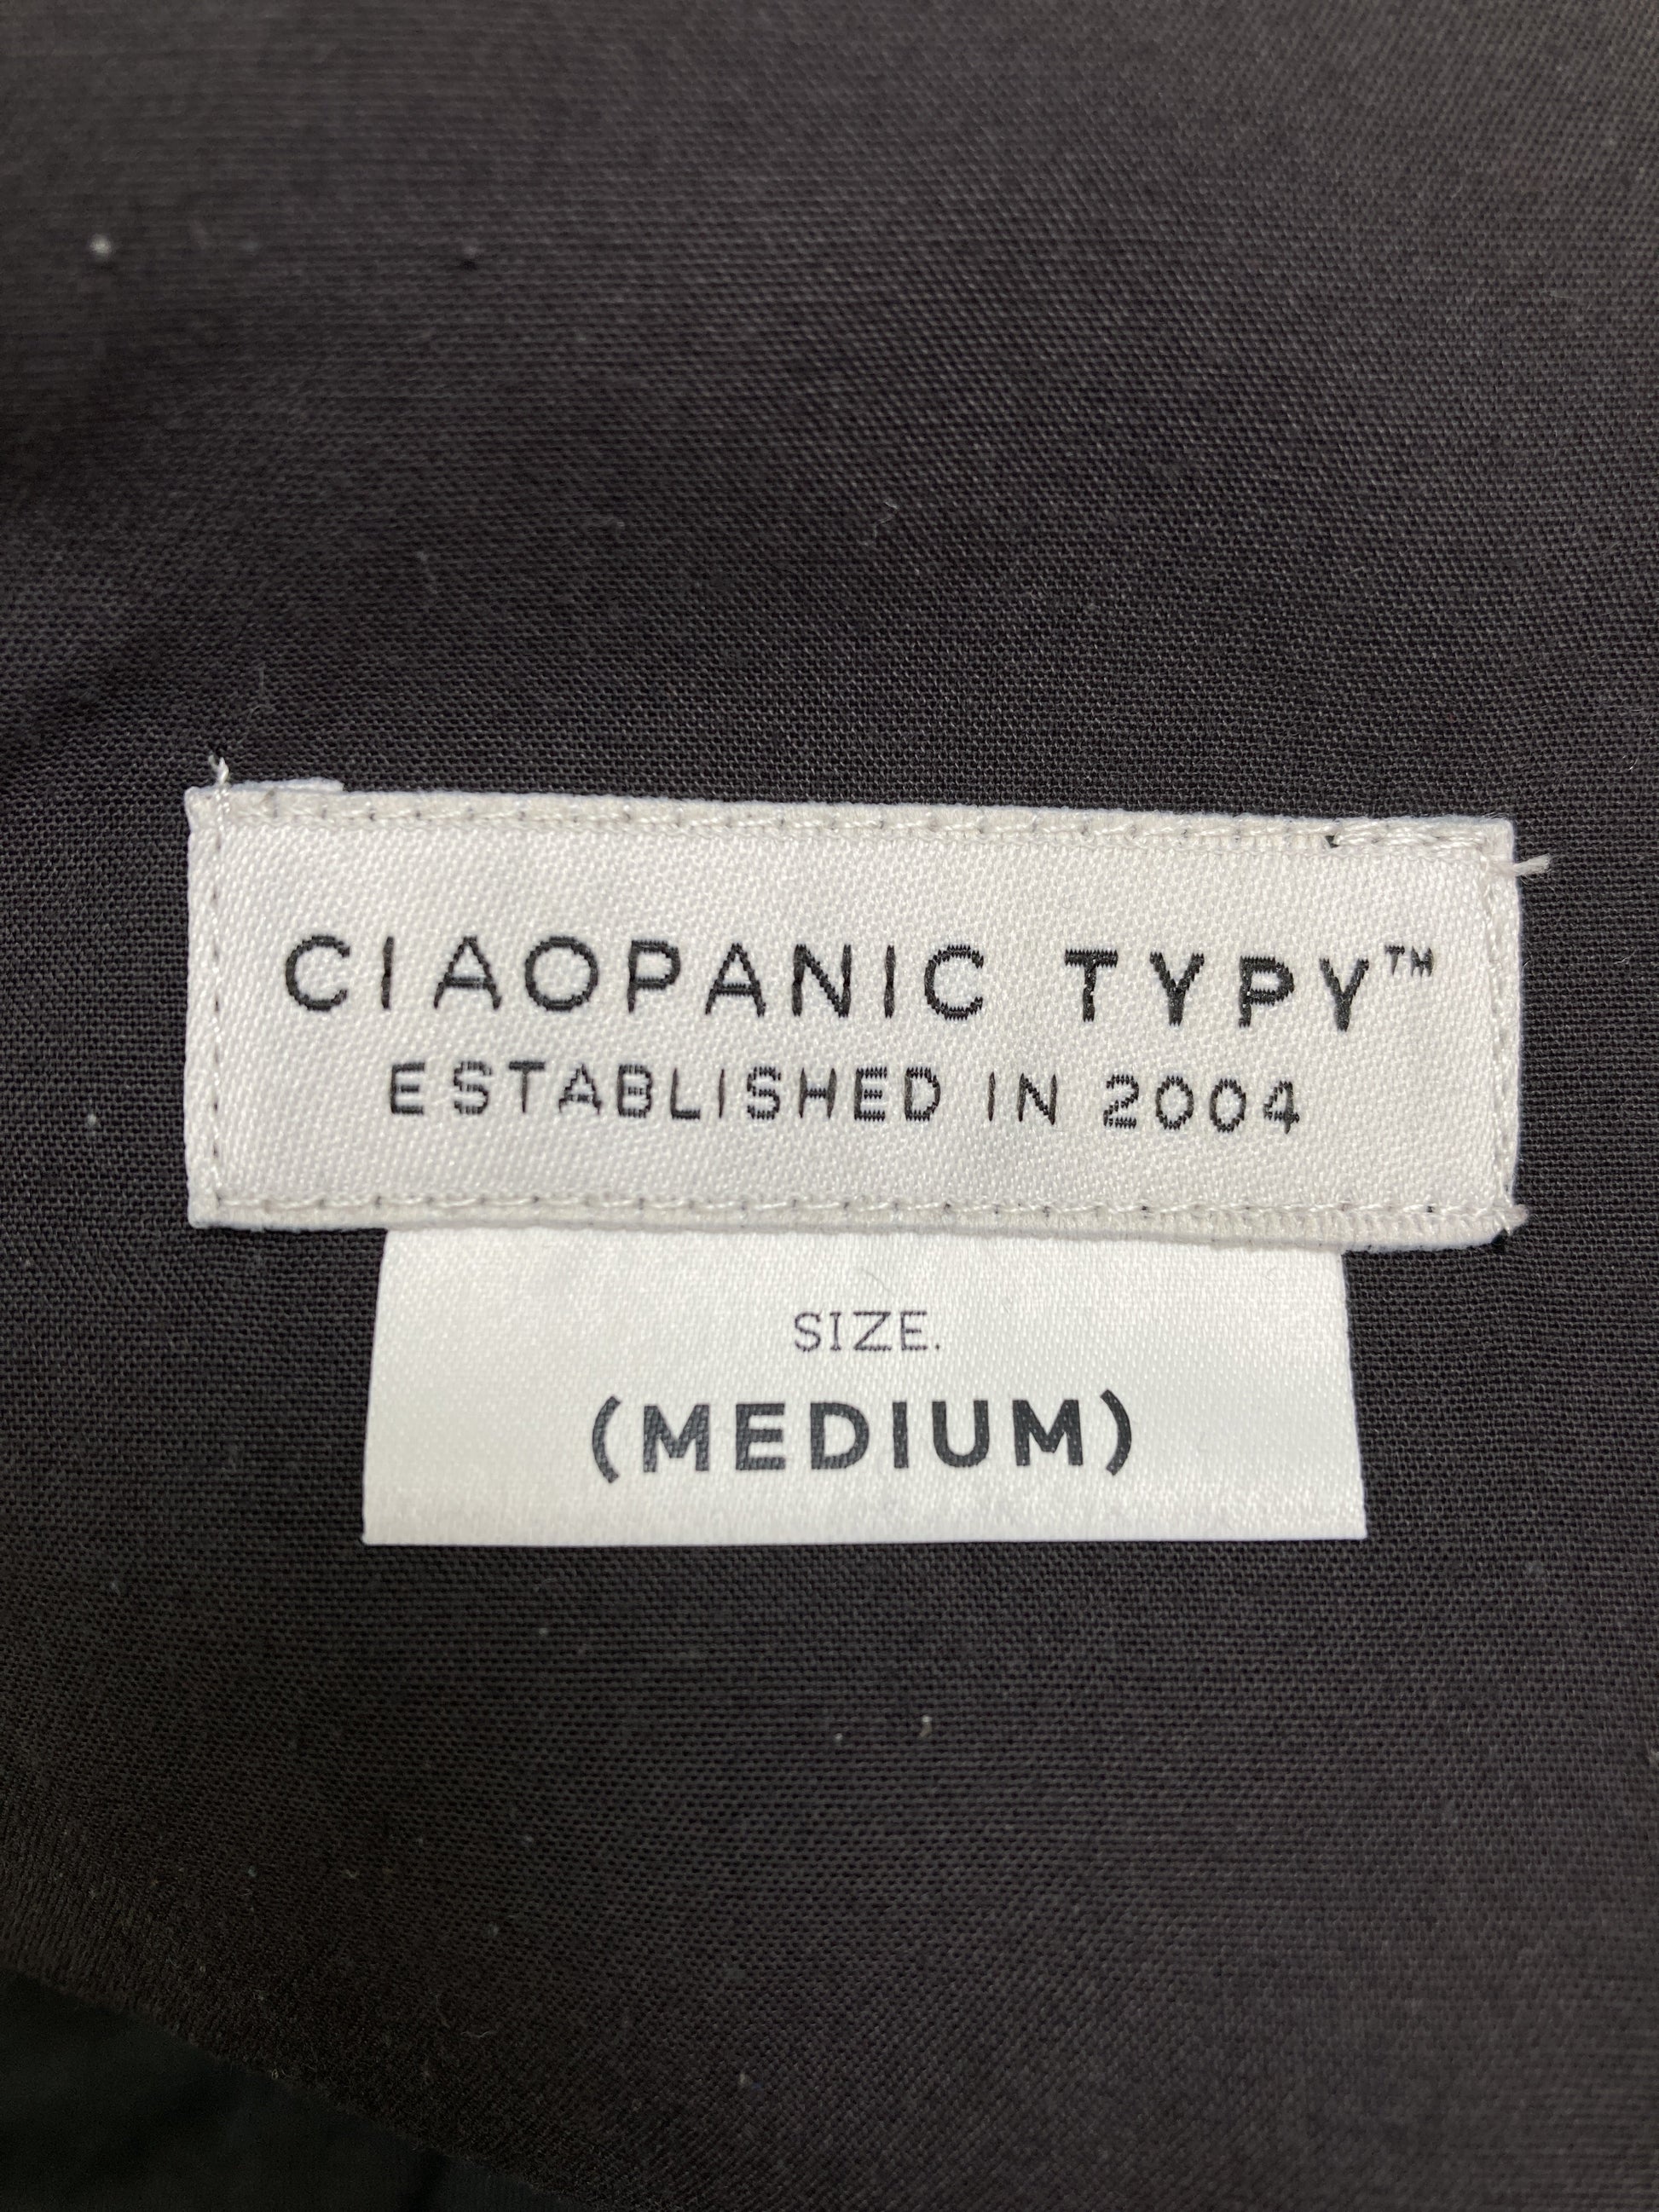 CIAOPANIC TYPY™
ESTABLISHED IN 2004
SIZE.
(MEDIUM)